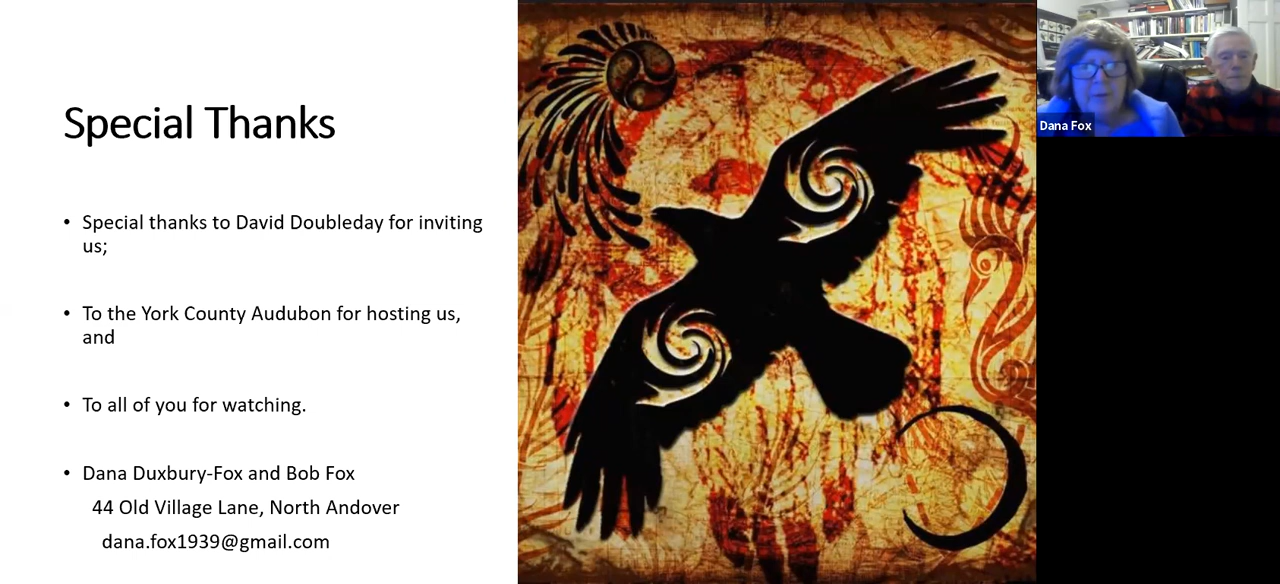 Special Thanks
• Special thanks to David Doubleday for inviting
us;
• To the York County Audubon for hosting us,
and
• To all of you for watching.
• Dana Duxbury-Fox and Bob Fox
44 Old Village Lane, North Andover
dana.fox1939@gmail.com
Dana Fox